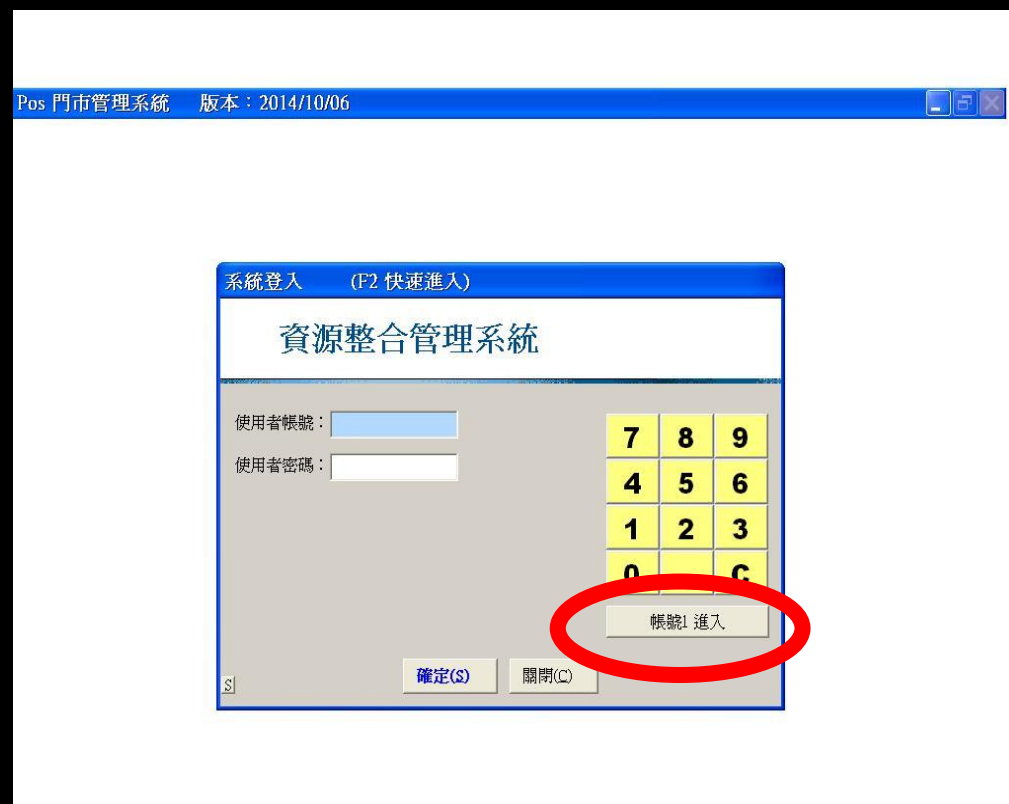 Pos 門市管理系統 版本：2014/10/06
系統登入 (F2 快速進入)
資源整合管理系統
使用者帳號：
使用者密碼：
7 8 9
4 5 6
1 2 3
0 C
帳號1 進入
確定(S) 關閉(C)
S